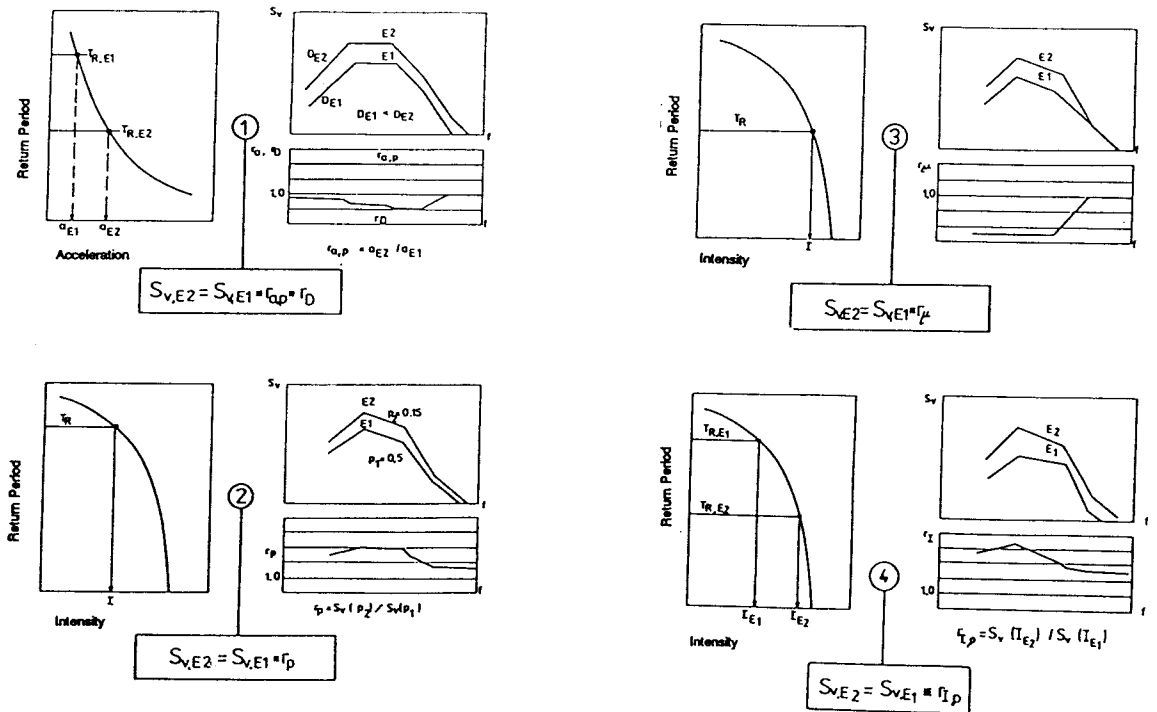 Return Period
T_R,E1
T_R,E2
a_E1
a_E2
Acceleration
1
S_v
E2
E1
D_E2
D_E1
D_E1 < D_E2
f
r_a, r_D
r_a,p
1,0
r_D
f
r_a,p = a_E2 / a_E1
S_v,E2 = S_v,E1 * r_a,p * r_D
Return Period
T_R
I
Intensity
2
S_v
E2
P_2=0.15
E1
P_1=0,5
f
r_p
1,0
f
r_p = S_v (p_2) / S_v (p_1)
S_v,E2 = S_v,E1 * r_p
Return Period
T_R
I
Intensity
3
S_v
E2
E1
f
r_μ
1,0
f
S_v,E2 = S_v,E1 * r_μ
Return Period
T_R,E1
T_R,E2
I_E1
I_E2
Intensity
4
S_v
E2
E1
f
r_I
1,0
f
r_I,p = S_v (I_E2) / S_v (I_E1)
S_v,E2 = S_v,E1 * r_I,p